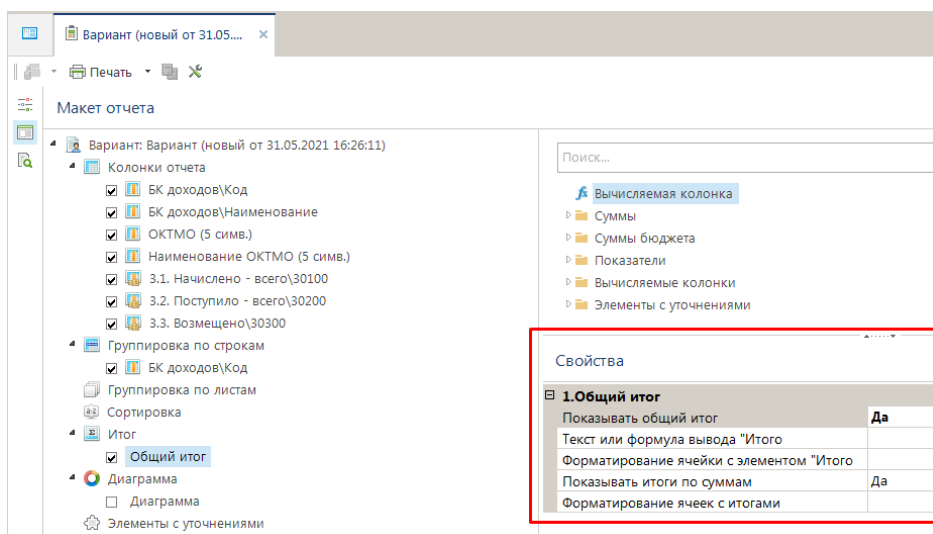 Вариант (новый от 31.05....
Печать
Макет отчета
Вариант: Вариант (новый от 31.05.2021 16:26:11)
Колонки отчета
БК доходов\Код
БК доходов\Наименование
ОКТМО (5 симв.)
Наименование ОКТМО (5 симв.)
3.1. Начислено - всего\30100
3.2. Поступило - всего\30200
3.3. Возмещено\30300
Группировка по строкам
БК доходов\Код
Группировка по листам
Сортировка
Итог
Общий итог
Диаграмма
Диаграмма
Элементы с уточнениями
Поиск...
Вычисляемая колонка
Суммы
Суммы бюджета
Показатели
Вычисляемые колонки
Элементы с уточнениями
Свойства
1.Общий итог
Показывать общий итог Да
Текст или формула вывода "Итого
Форматирование ячейки с элементом "Итого
Показывать итоги по суммам Да
Форматирование ячеек с итогами